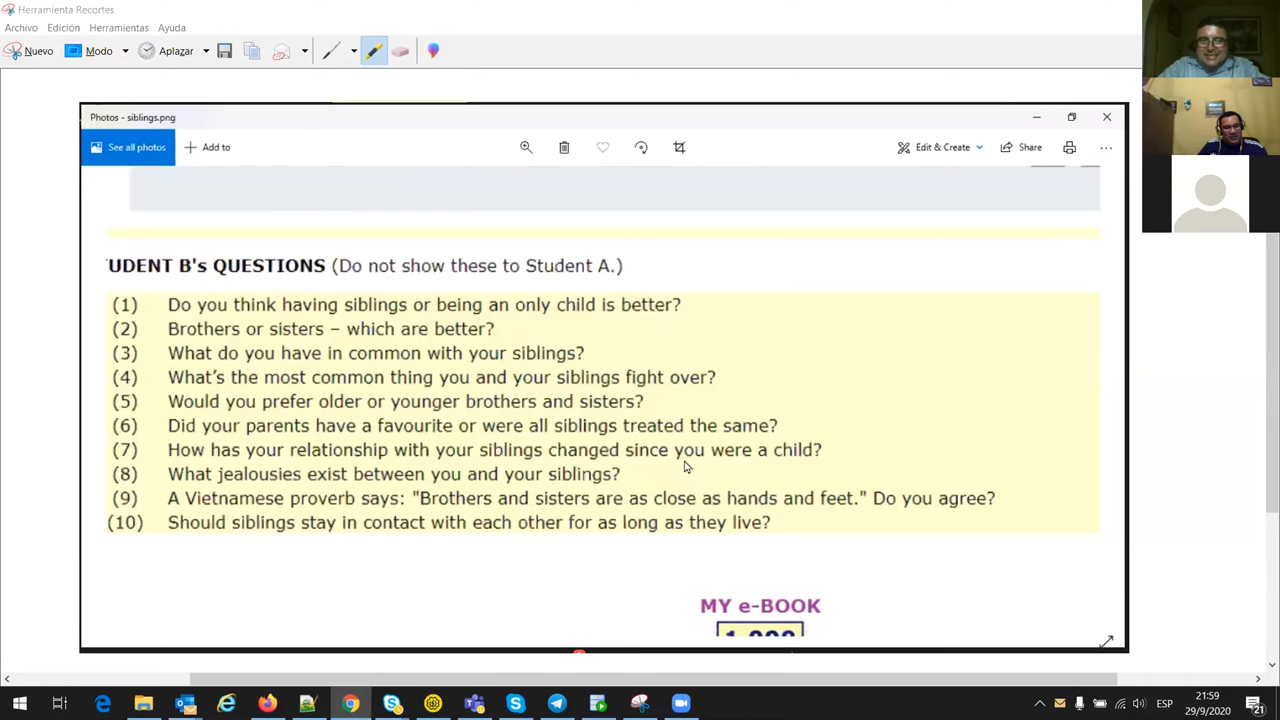 Herramienta Recortes
Archivo Edición Herramientas Ayuda
Nuevo Modo Aplazar
Photos - siblings.png
See all photos Add to Edit & Create Share
UDENT B's QUESTIONS (Do not show these to Student A.)
(1) Do you think having siblings or being an only child is better?
(2) Brothers or sisters – which are better?
(3) What do you have in common with your siblings?
(4) What's the most common thing you and your siblings fight over?
(5) Would you prefer older or younger brothers and sisters?
(6) Did your parents have a favourite or were all siblings treated the same?
(7) How has your relationship with your siblings changed since you were a child?
(8) What jealousies exist between you and your siblings?
(9) A Vietnamese proverb says: "Brothers and sisters are as close as hands and feet." Do you agree?
(10) Should siblings stay in contact with each other for as long as they live?
MY e-BOOK
1,000
ESP
21:59
29/9/2020
21